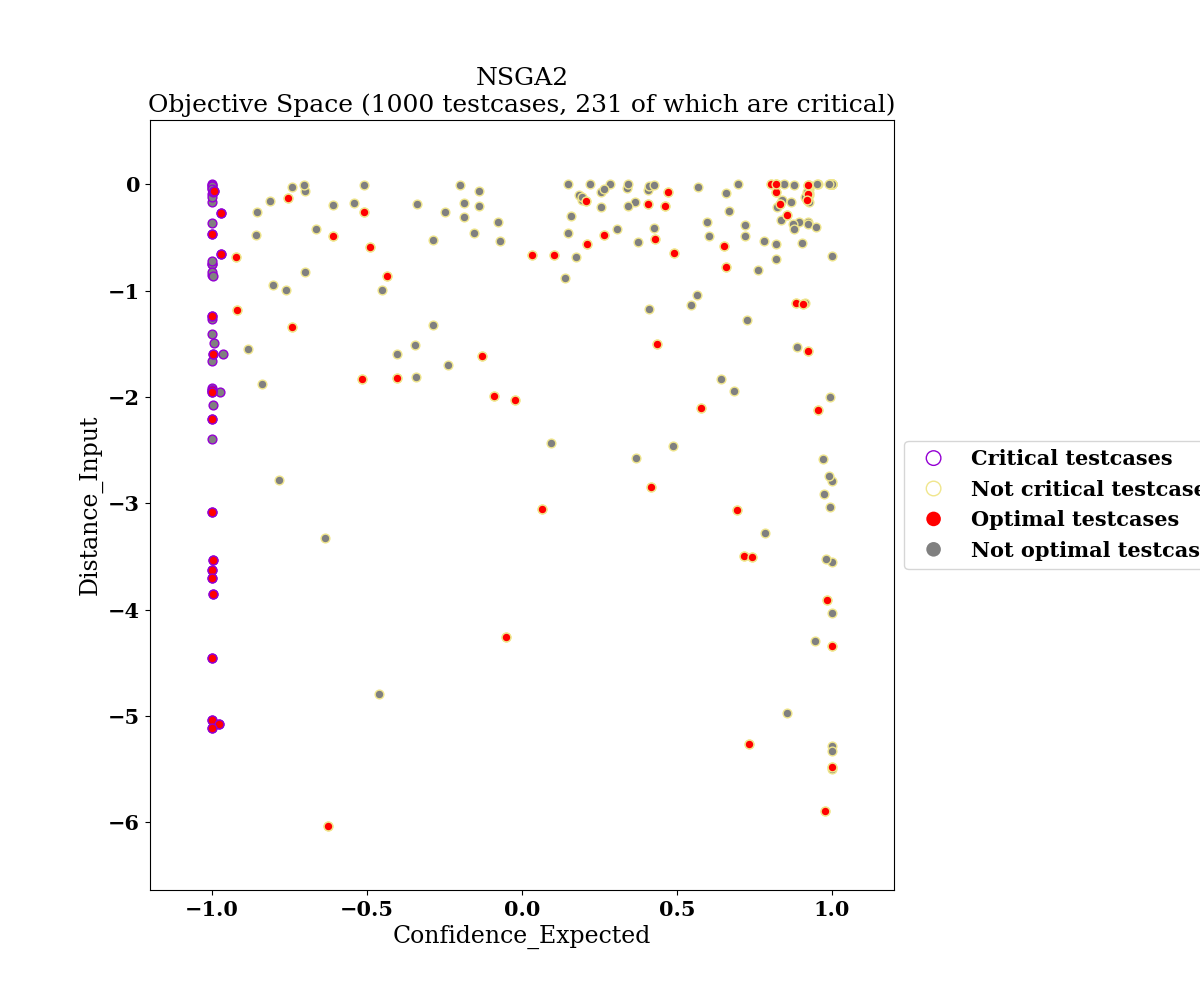 NSGA2
Objective Space (1000 testcases, 231 of which are critical)
0
−1
−2
−3
−4
−5
−6
Distance_Input
−1.0
−0.5
0.0
0.5
1.0
Confidence_Expected
Critical testcases
Not critical testcase
Optimal testcases
Not optimal testcas